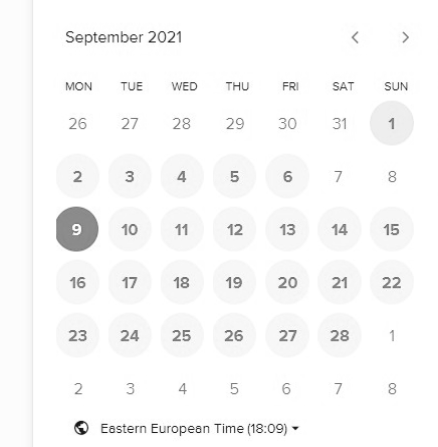 September 2021
MON TUE WED THU FRI SAT SUN
26 27 28 29 30 31 1
2 3 4 5 6 7 8
9 10 11 12 13 14 15
16 17 18 19 20 21 22
23 24 25 26 27 28 1
2 3 4 5 6 7 8
Eastern European Time (18:09)